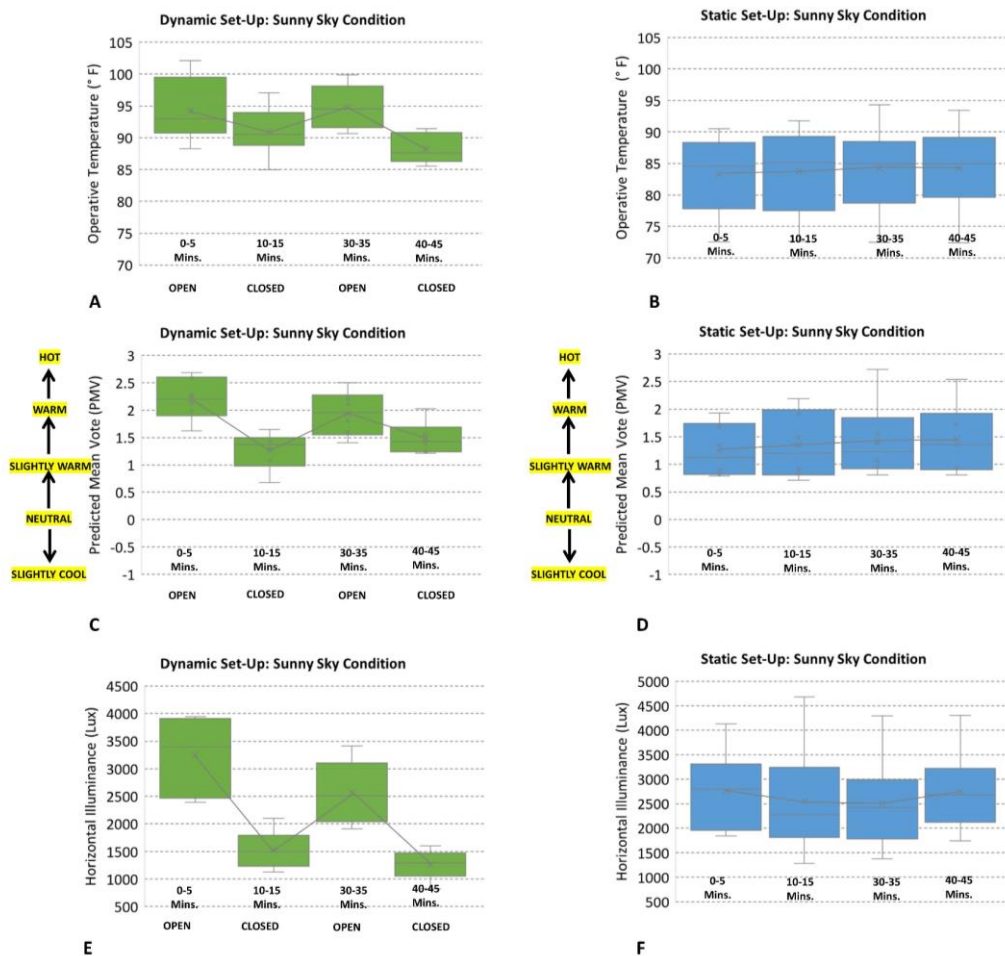 Dynamic Set-Up: Sunny Sky Condition
Operative Temperature (° F)
105
100
95
90
85
80
75
70
0-5 Mins.
10-15 Mins.
30-35 Mins.
40-45 Mins.
OPEN
CLOSED
OPEN
CLOSED
A
Static Set-Up: Sunny Sky Condition
Operative Temperature (° F)
105
100
95
90
85
80
75
70
0-5 Mins.
10-15 Mins.
30-35 Mins.
40-45 Mins.
B
Dynamic Set-Up: Sunny Sky Condition
HOT
WARM
SLIGHTLY WARM
NEUTRAL
SLIGHTLY COOL
Predicted Mean Vote (PMV)
3
2.5
2
1.5
1
0.5
0
-0.5
-1
0-5 Mins.
10-15 Mins.
30-35 Mins.
40-45 Mins.
OPEN
CLOSED
OPEN
CLOSED
C
Static Set-Up: Sunny Sky Condition
HOT
WARM
SLIGHTLY WARM
NEUTRAL
SLIGHTLY COOL
Predicted Mean Vote (PMV)
3
2.5
2
1.5
1
0.5
0
-0.5
-1
0-5 Mins.
10-15 Mins.
30-35 Mins.
40-45 Mins.
D
Dynamic Set-Up: Sunny Sky Condition
Horizontal Illuminance (Lux)
4500
4000
3500
3000
2500
2000
1500
1000
500
0-5 Mins.
10-15 Mins.
30-35 Mins.
40-45 Mins.
OPEN
CLOSED
OPEN
CLOSED
E
Static Set-Up: Sunny Sky Condition
Horizontal Illuminance (Lux)
5000
4500
4000
3500
3000
2500
2000
1500
1000
500
0-5 Mins.
10-15 Mins.
30-35 Mins.
40-45 Mins.
F